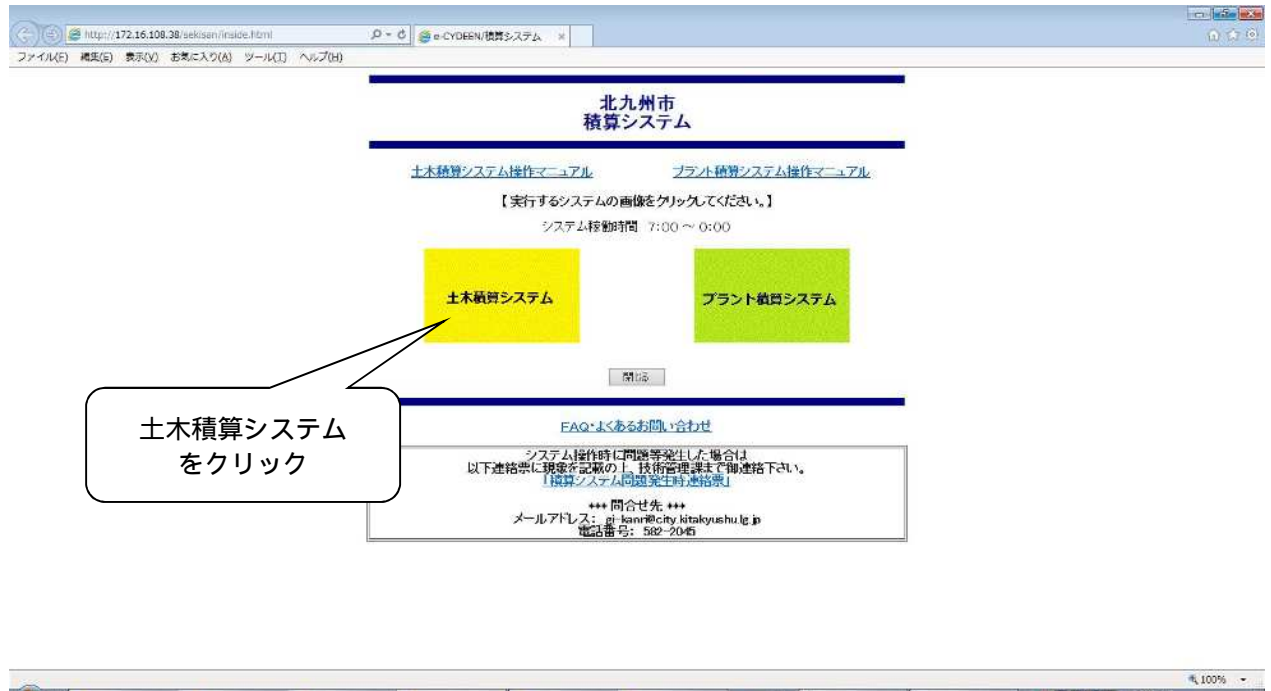 http://172.16.108.38/sekisan/inside.html
e-CYDEEN/積算システム
ファイル(F) 編集(E) 表示(V) お気に入り(A) ツール(T) ヘルプ(H)
北九州市
積算システム
土木積算システム操作マニュアル プラント積算システム操作マニュアル
【実行するシステムの画像をクリックしてください。】
システム稼動時間 7:00 ~ 0:00
土木積算システム プラント積算システム
閉じる
土木積算システム
をクリック
FAQ・よくあるお問い合わせ
システム操作時に問題等発生した場合は
以下連絡票に現象を記載の上、技術管理課まで御連絡下さい。
「積算システム問題発生時連絡票」
+++ 問合せ先 +++
メールアドレス: gi-kanri@city.kitakyushu.lg.jp
電話番号: 582-2045
100%